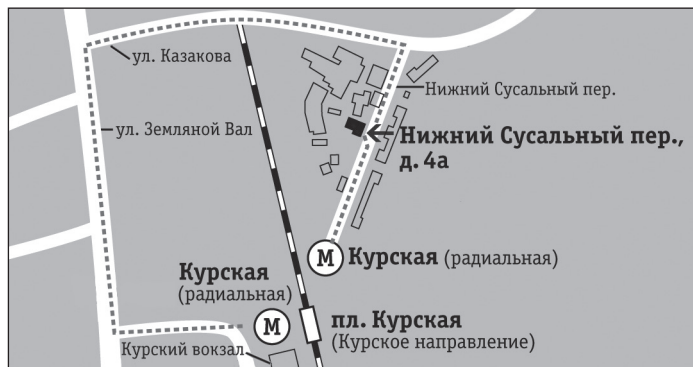 ул. Казакова
Нижний Сусальный пер.
ул. Земляной Вал
Нижний Сусальный пер.,
д. 4а
М Курская (радиальная)
Курская
(радиальная)
М
пл. Курская
(Курское направление)
Курский вокзал